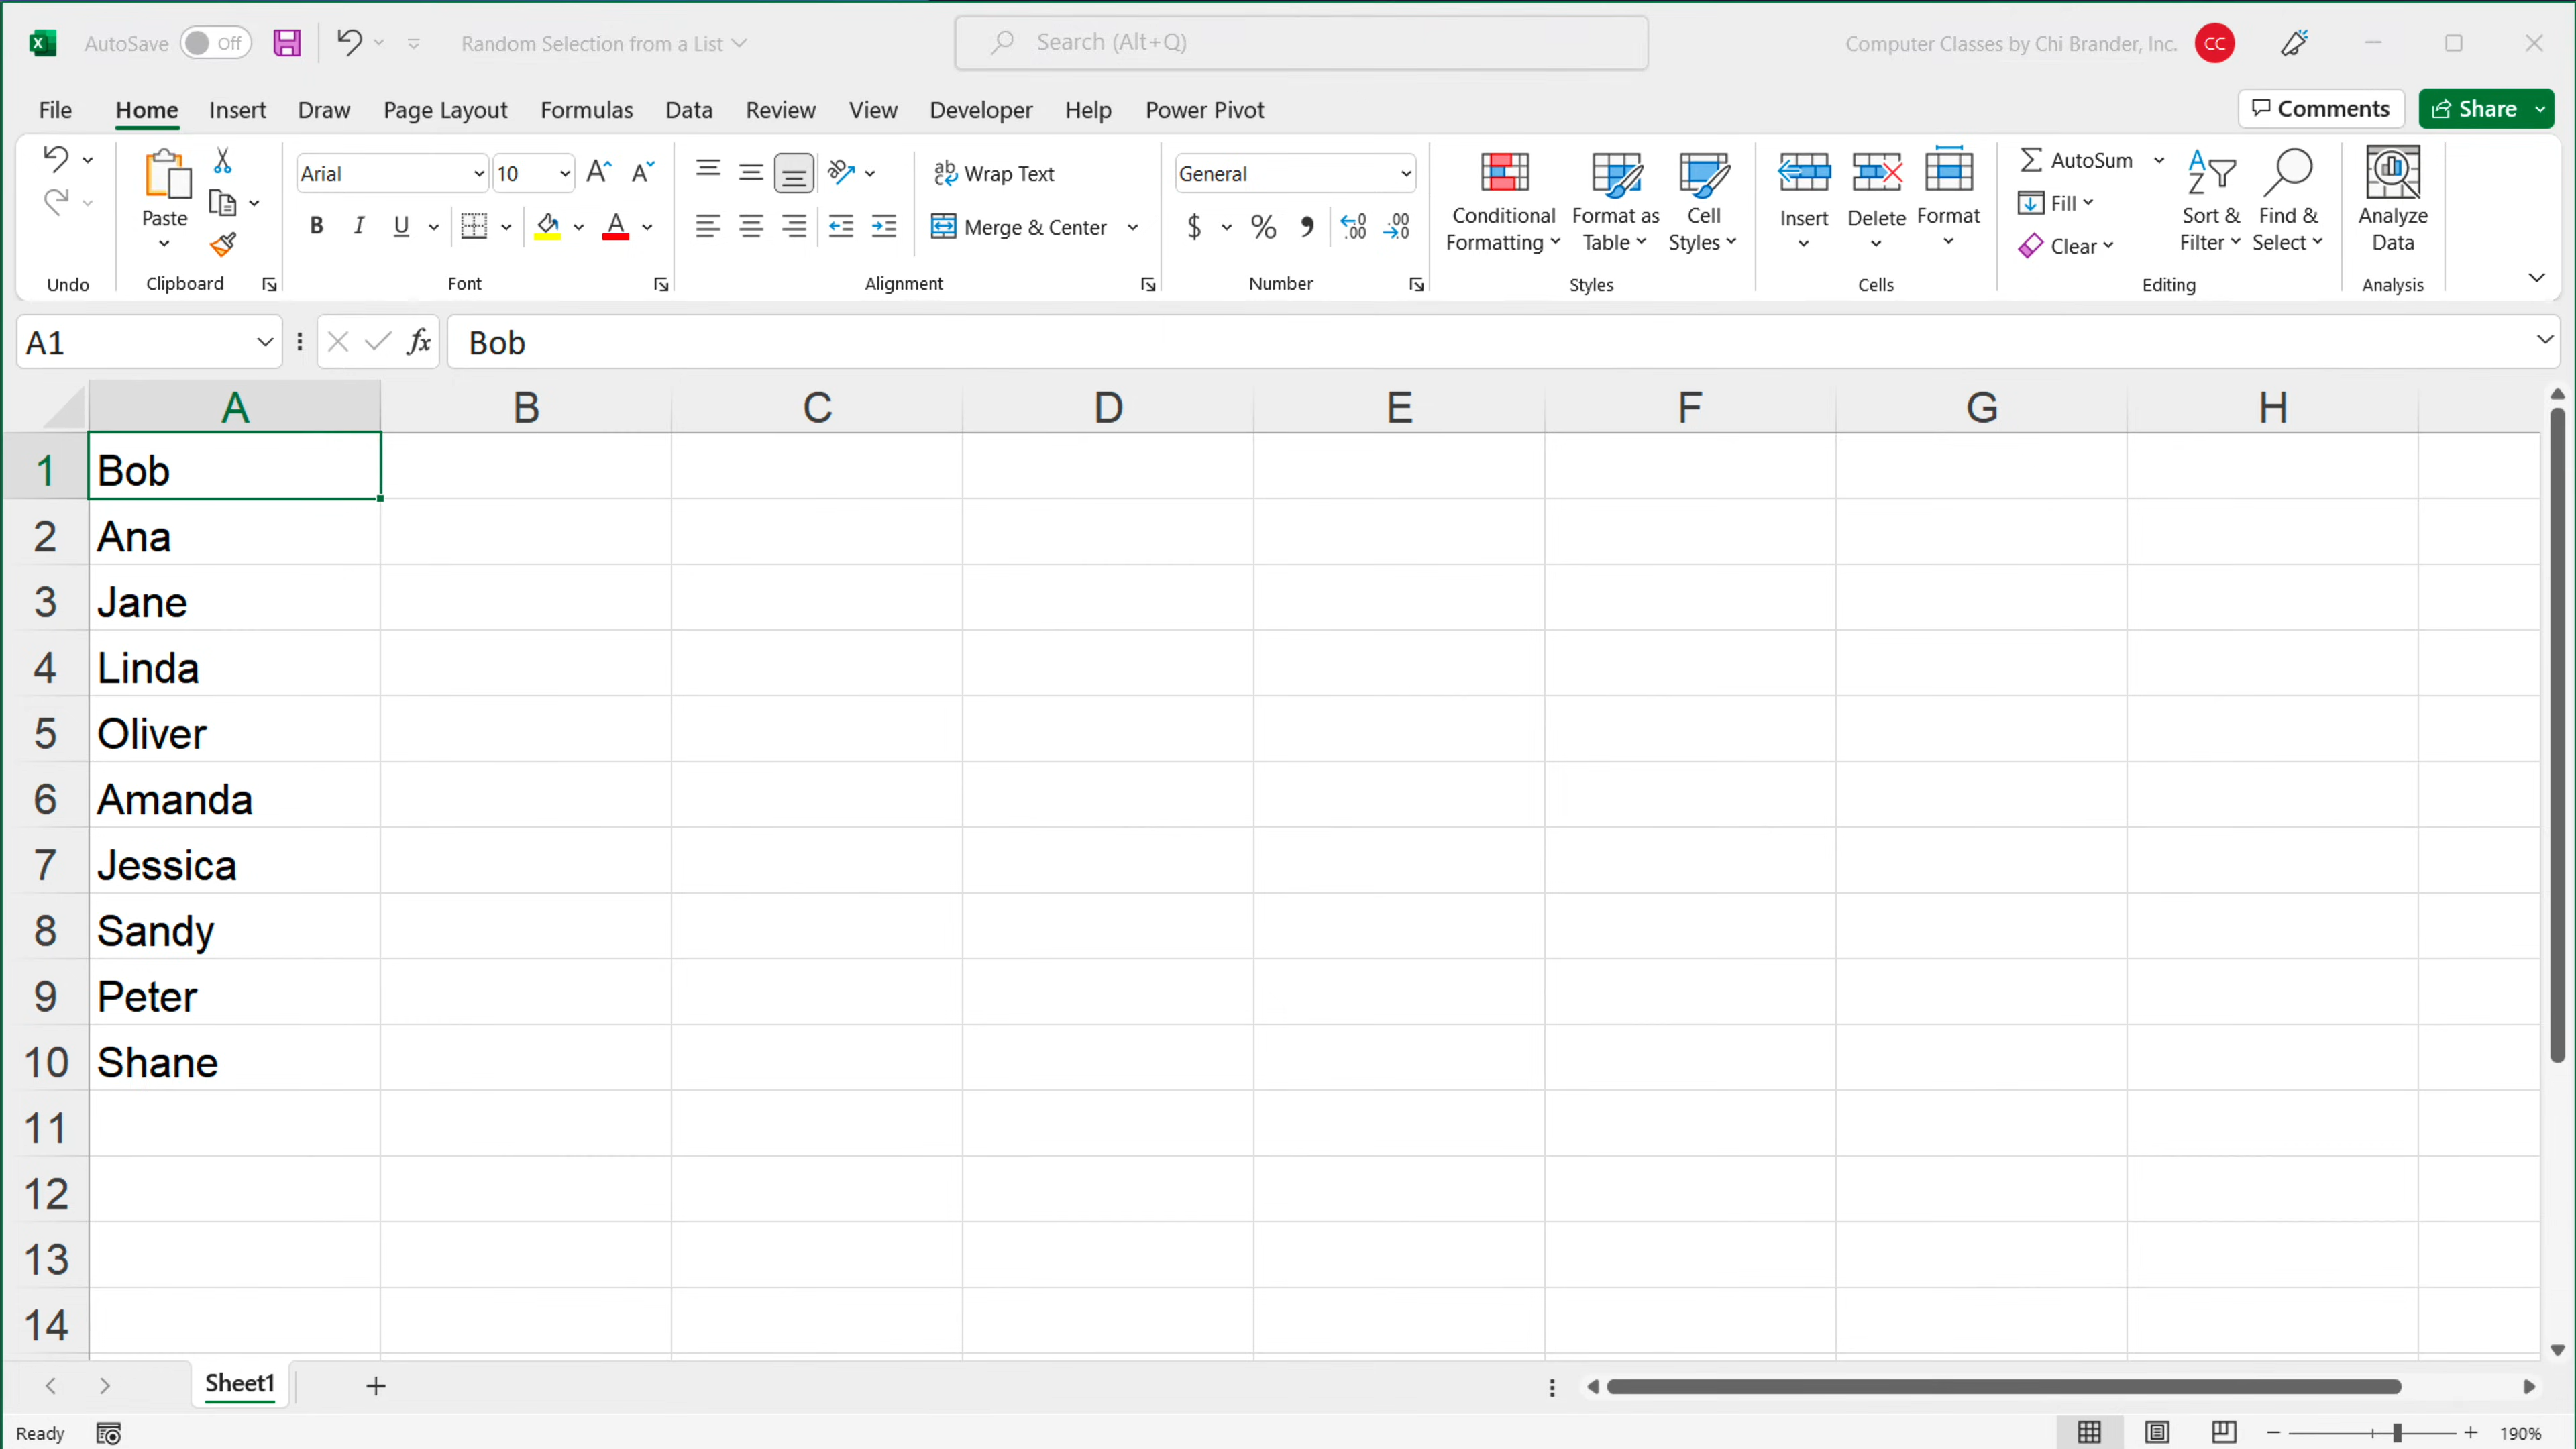 AutoSave Off Random Selection from a List Search (Alt+Q) Computer Classes by Chi Brander, Inc. CC
File Home Insert Draw Page Layout Formulas Data Review View Developer Help Power Pivot Comments Share
Paste Arial 10 A A ab Wrap Text General Conditional Formatting Format as Table Cell Styles Insert Delete Format AutoSum Sort & Filter Find & Select Analyze Data
B I U A Merge & Center $ % , .00 .0 Fill
Clear
Undo Clipboard Font Alignment Number Styles Cells Editing Analysis
A1 fx Bob
A B C D E F G H
1 Bob
2 Ana
3 Jane
4 Linda
5 Oliver
6 Amanda
7 Jessica
8 Sandy
9 Peter
10 Shane
11
12
13
14
Sheet1
Ready 190%